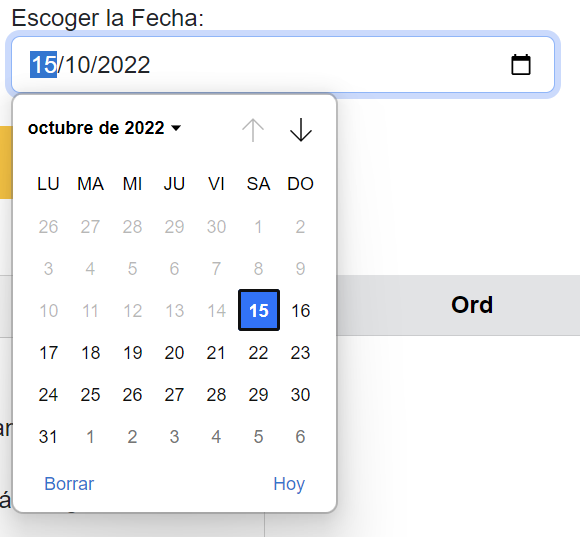 Escoger la Fecha:
15/10/2022
octubre de 2022
LU MA MI JU VI SA DO
26 27 28 29 30 1 2
3 4 5 6 7 8 9
10 11 12 13 14 15 16
17 18 19 20 21 22 23
24 25 26 27 28 29 30
31 1 2 3 4 5 6
Borrar Hoy
Ord